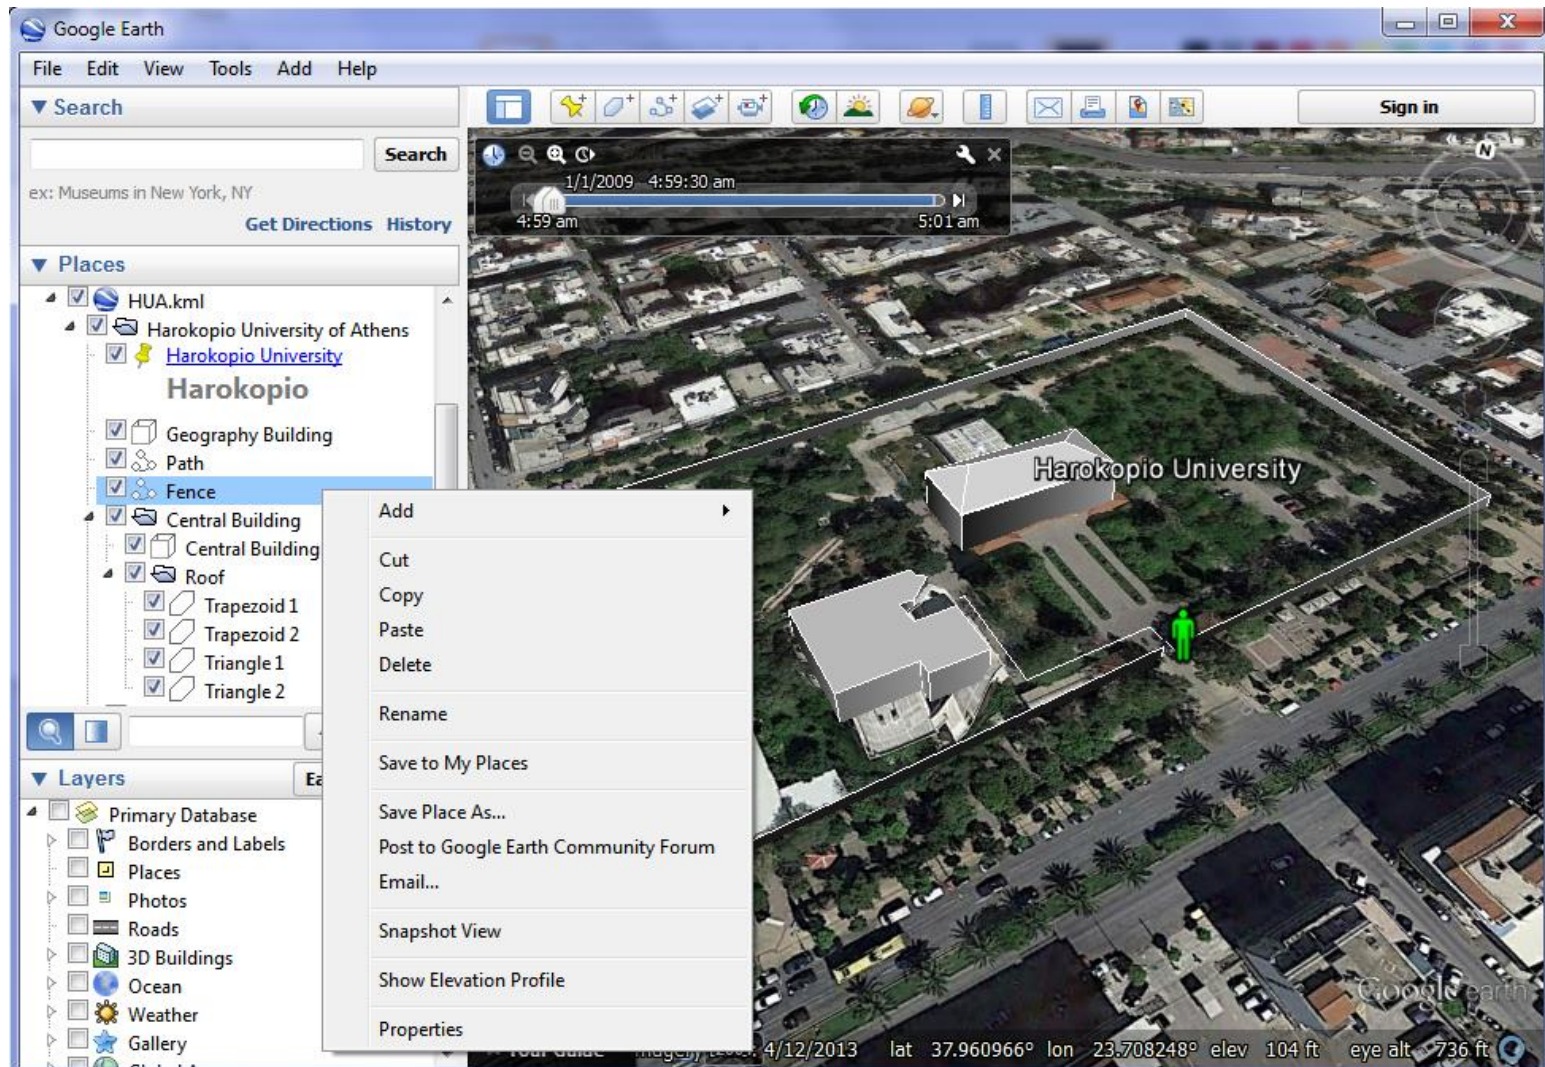 Google Earth
File Edit View Tools Add Help
Search
Sign in
Search
ex: Museums in New York, NY
Get Directions History
1/1/2009 4:59:30 am
4:59 am 5:01 am
N
Places
HUA.kml
Harokopio University of Athens
Harokopio University
Harokopio
Geography Building
Path
Fence
Central Building
Central Building
Roof
Trapezoid 1
Trapezoid 2
Triangle 1
Triangle 2
Add
Cut
Copy
Paste
Delete
Rename
Save to My Places
Save Place As...
Post to Google Earth Community Forum
Email...
Snapshot View
Show Elevation Profile
Properties
Harokopio University
Layers
Primary Database
Borders and Labels
Places
Photos
Roads
3D Buildings
Ocean
Weather
Gallery
Google earth
4/12/2013 lat 37.960966° lon 23.708248° elev 104 ft eye alt 736 ft